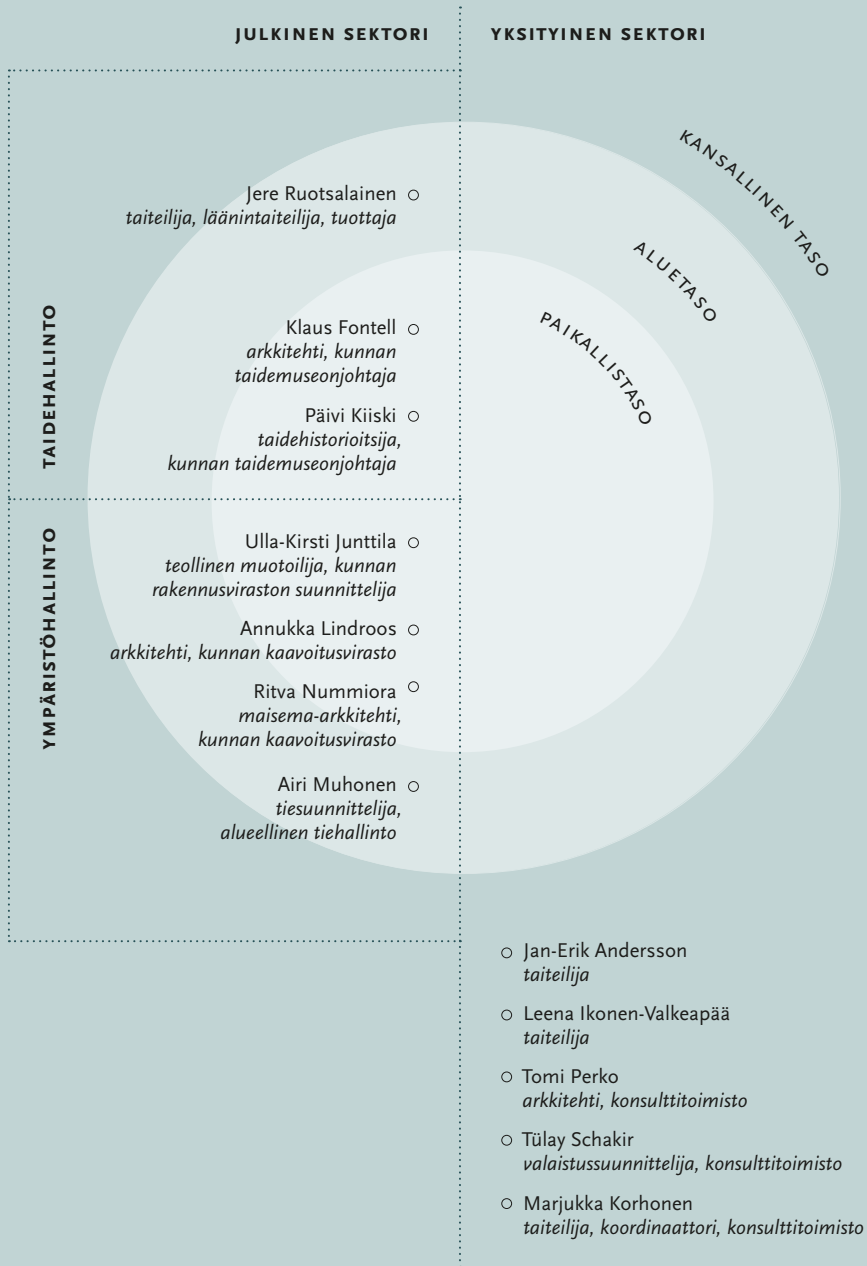 JULKINEN SEKTORI
YKSITYINEN SEKTORI
KANSALLINEN TASO
ALUETASO
PAIKALLISTASO
TAIDEHALLINTO
Jere Ruotsalainen
taiteilija, läänintaiteilija, tuottaja
Klaus Fontell
arkkitehti, kunnan
taidemuseonjohtaja
Päivi Kiiski
taidehistorioitsija,
kunnan taidemuseonjohtaja
YMPÄRISTÖHALLINTO
Ulla-Kirsti Junttila
teollinen muotoilija, kunnan
rakennusviraston suunnittelija
Annukka Lindroos
arkkitehti, kunnan kaavoitusvirasto
Ritva Nummiora
maisema-arkkitehti,
kunnan kaavoitusvirasto
Airi Muhonen
tiesuunnittelija,
alueellinen tiehallinto
Jan-Erik Andersson
taiteilija
Leena Ikonen-Valkeapää
taiteilija
Tomi Perko
arkkitehti, konsulttitoimisto
Tülay Schakir
valaistussuunnittelija, konsulttitoimisto
Marjukka Korhonen
taiteilija, koordinaattori, konsulttitoimisto